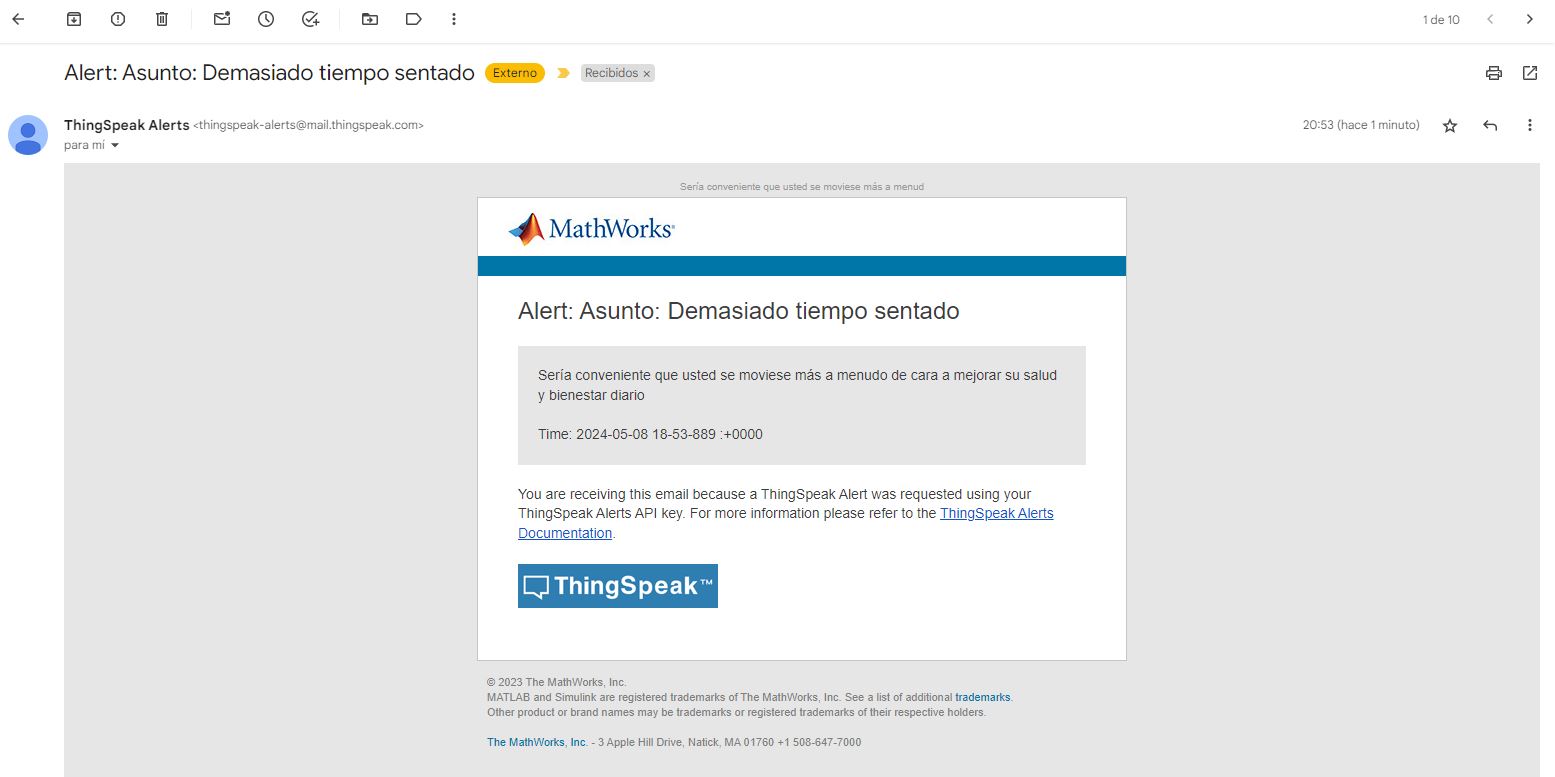 1 de 10
Alert: Asunto: Demasiado tiempo sentado Externo Recibidos ×
ThingSpeak Alerts <thingspeak-alerts@mail.thingspeak.com> 20:53 (hace 1 minuto)
para mí
Sería conveniente que usted se moviese más a menud
MathWorks®
Alert: Asunto: Demasiado tiempo sentado
Sería conveniente que usted se moviese más a menudo de cara a mejorar su salud
y bienestar diario
Time: 2024-05-08 18-53-889 :+0000
You are receiving this email because a ThingSpeak Alert was requested using your
ThingSpeak Alerts API key. For more information please refer to the ThingSpeak Alerts
Documentation.
ThingSpeak™
© 2023 The MathWorks, Inc.
MATLAB and Simulink are registered trademarks of The MathWorks, Inc. See a list of additional trademarks.
Other product or brand names may be trademarks or registered trademarks of their respective holders.
The MathWorks, Inc. - 3 Apple Hill Drive, Natick, MA 01760 +1 508-647-7000